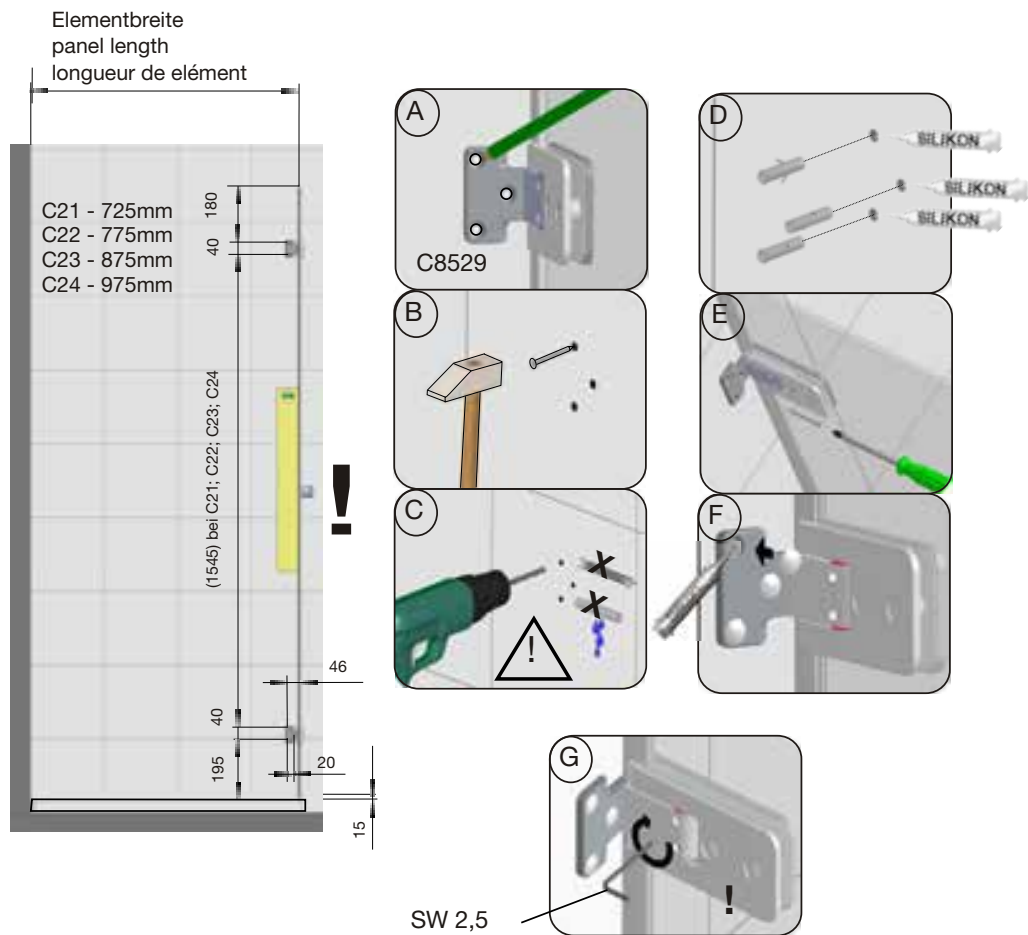 Elementbreite
panel length
longueur de elément
C21 - 725mm
C22 - 775mm
C23 - 875mm
C24 - 975mm
180
40
(1545) bei C21; C22; C23; C24
!
46
40
195
20
15
A
C8529
B
C
X
X
!
D
SILIKON
SILIKON
SILIKON
E
F
G
!
SW 2,5